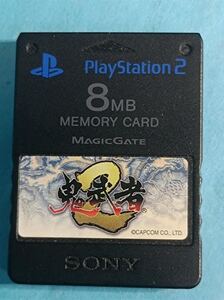 PlayStation 2
8MB
MEMORY CARD
MAGICGATE
鬼武者
2
®
©CAPCOM CO., LTD.
SONY